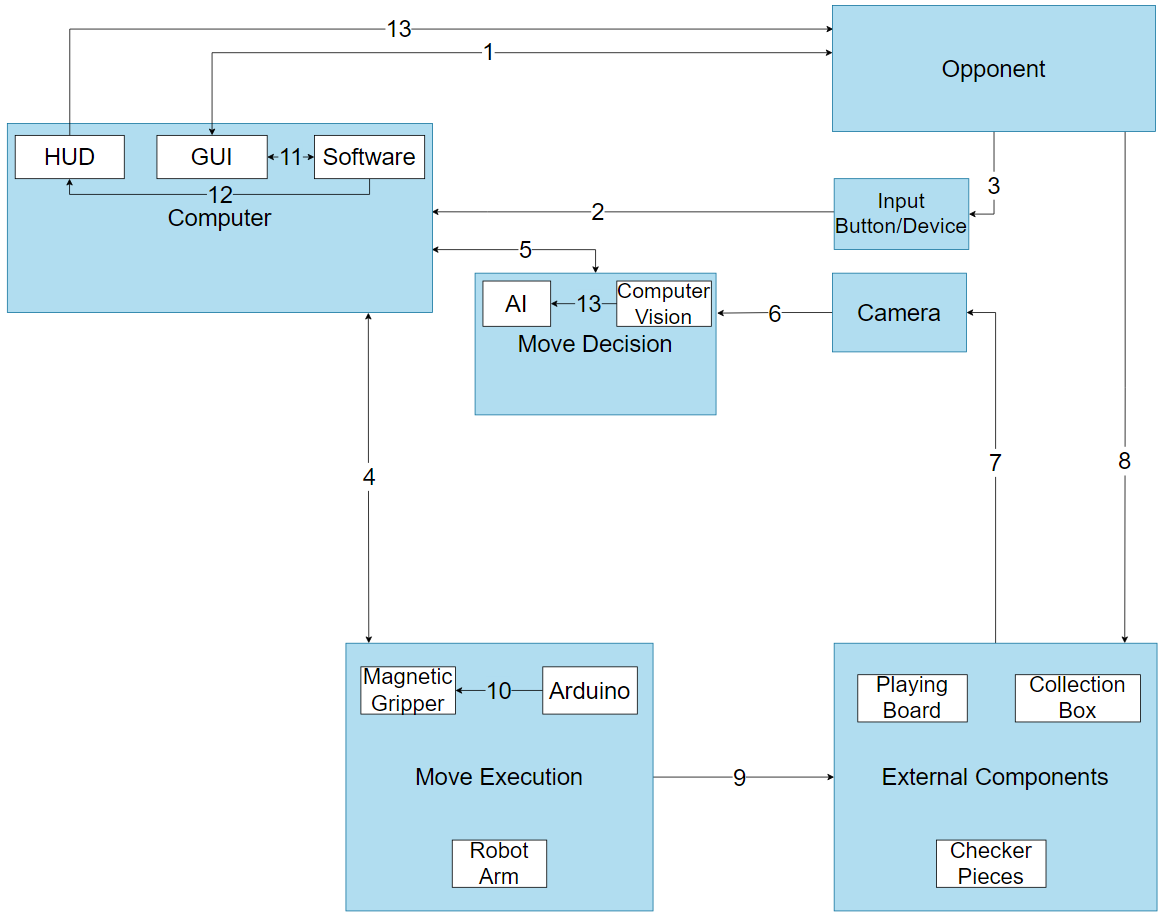 13
1
Opponent
HUD
GUI
11
Software
12
Computer
2
Input
Button/Device
3
5
AI
13
Computer
Vision
Move Decision
6
Camera
4
7
8
Magnetic
Gripper
10
Arduino
Move Execution
Robot
Arm
9
Playing
Board
Collection
Box
External Components
Checker
Pieces